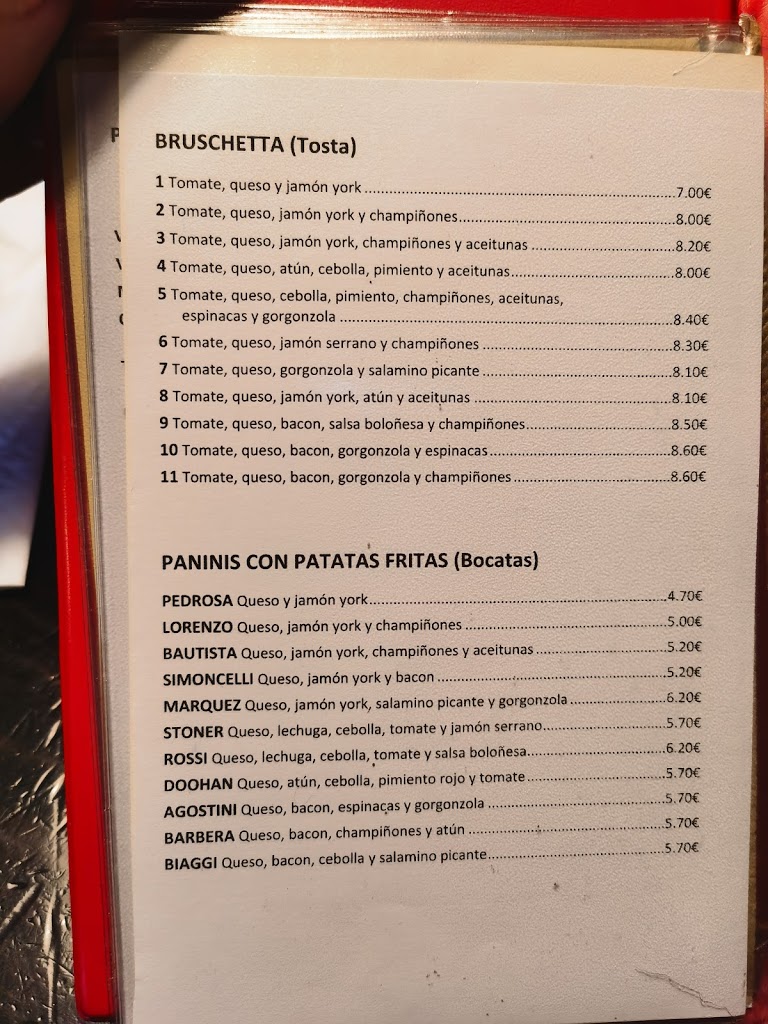 BRUSCHETTA (Tosta)
1 Tomate, queso y jamón york ........................................................................7.00€
2 Tomate, queso, jamón york y champiñones..................................................8.00€
3 Tomate, queso, jamón york, champiñones y aceitunas .................................8.20€
4 Tomate, queso, atún, cebolla, pimiento y aceitunas......................................8.00€
5 Tomate, queso, cebolla, pimiento, champiñones, aceitunas,
espinacas y gorgonzola .............................................................................8.40€
6 Tomate, queso, jamón serrano y champiñones ............................................8.30€
7 Tomate, queso, gorgonzola y salamino picante ............................................8.10€
8 Tomate, queso, jamón york, atún y aceitunas ..............................................8.10€
9 Tomate, queso, bacon, salsa boloñesa y champiñones..................................8.50€
10 Tomate, queso, bacon, gorgonzola y espinacas..........................................8.60€
11 Tomate, queso, bacon, gorgonzola y champiñones.....................................8.60€
PANINIS CON PATATAS FRITAS (Bocatas)
PEDROSA Queso y jamón york.......................................................................4.70€
LORENZO Queso, jamón york y champiñones .................................................5.00€
BAUTISTA Queso, jamón york, champiñones y aceitunas ................................5.20€
SIMONCELLI Queso, jamón york y bacon ........................................................5.20€
MARQUEZ Queso, jamón york, salamino picante y gorgonzola ........................6.20€
STONER Queso, lechuga, cebolla, tomate y jamón serrano..............................5.70€
ROSSI Queso, lechuga, cebolla, tomate y salsa boloñesa..................................6.20€
DOOHAN Queso, atún, cebolla, pimiento rojo y tomate ..................................5.70€
AGOSTINI Queso, bacon, espinacas y gorgonzola ...........................................5.70€
BARBERA Queso, bacon, champiñones y atún ................................................5.70€
BIAGGI Queso, bacon, cebolla y salamino picante...........................................5.70€